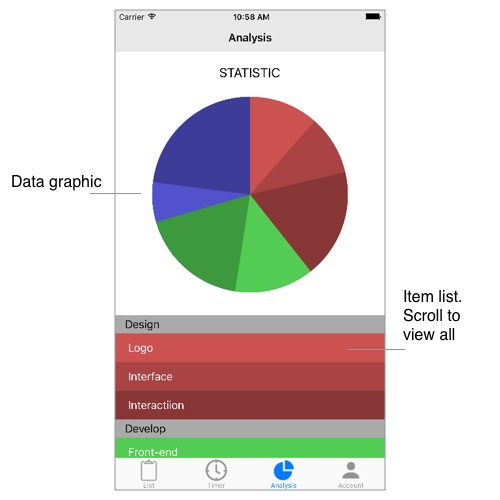 Carrier 10:58 AM
Analysis
STATISTIC
Data graphic
Item list.
Scroll to
view all
Design
Logo
Interface
Interactiion
Develop
Front-end
List Timer Analysis Account